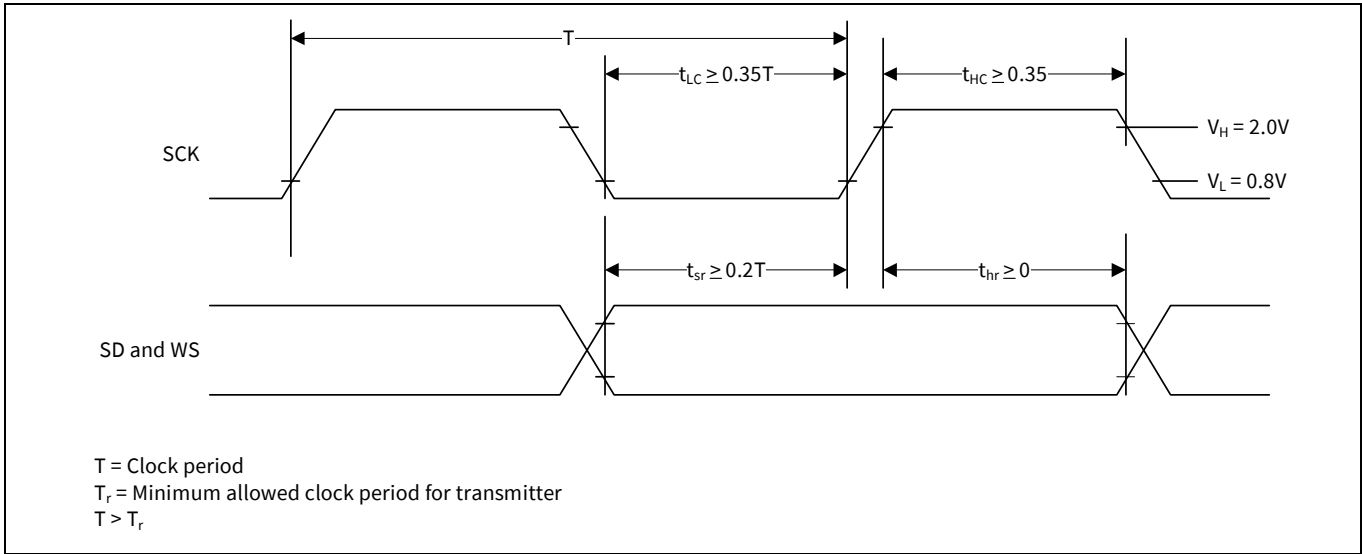 T
t_LC ≥ 0.35T
t_HC ≥ 0.35
SCK
V_H = 2.0V
V_L = 0.8V
t_sr ≥ 0.2T
t_hr ≥ 0
SD and WS
T = Clock period
T_r = Minimum allowed clock period for transmitter
T > T_r